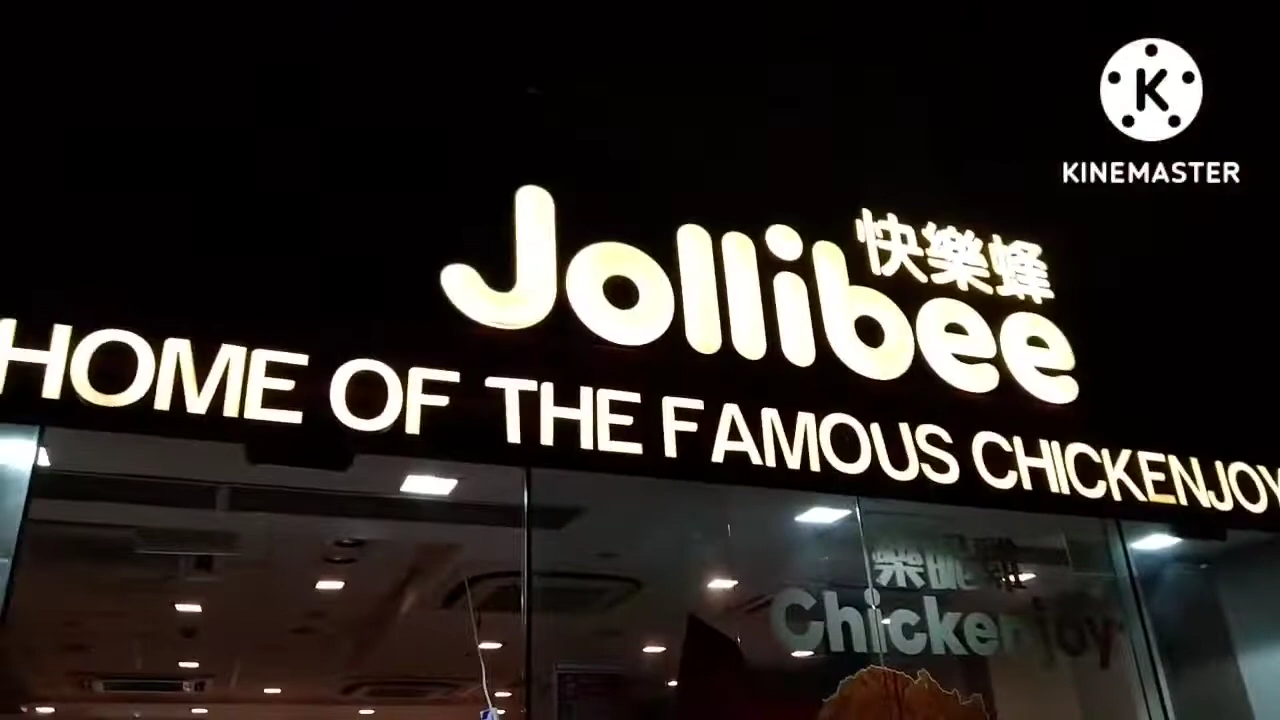 K
KINEMASTER
快樂蜂
Jollibee
HOME OF THE FAMOUS CHICKENJOY
Chickenjoy